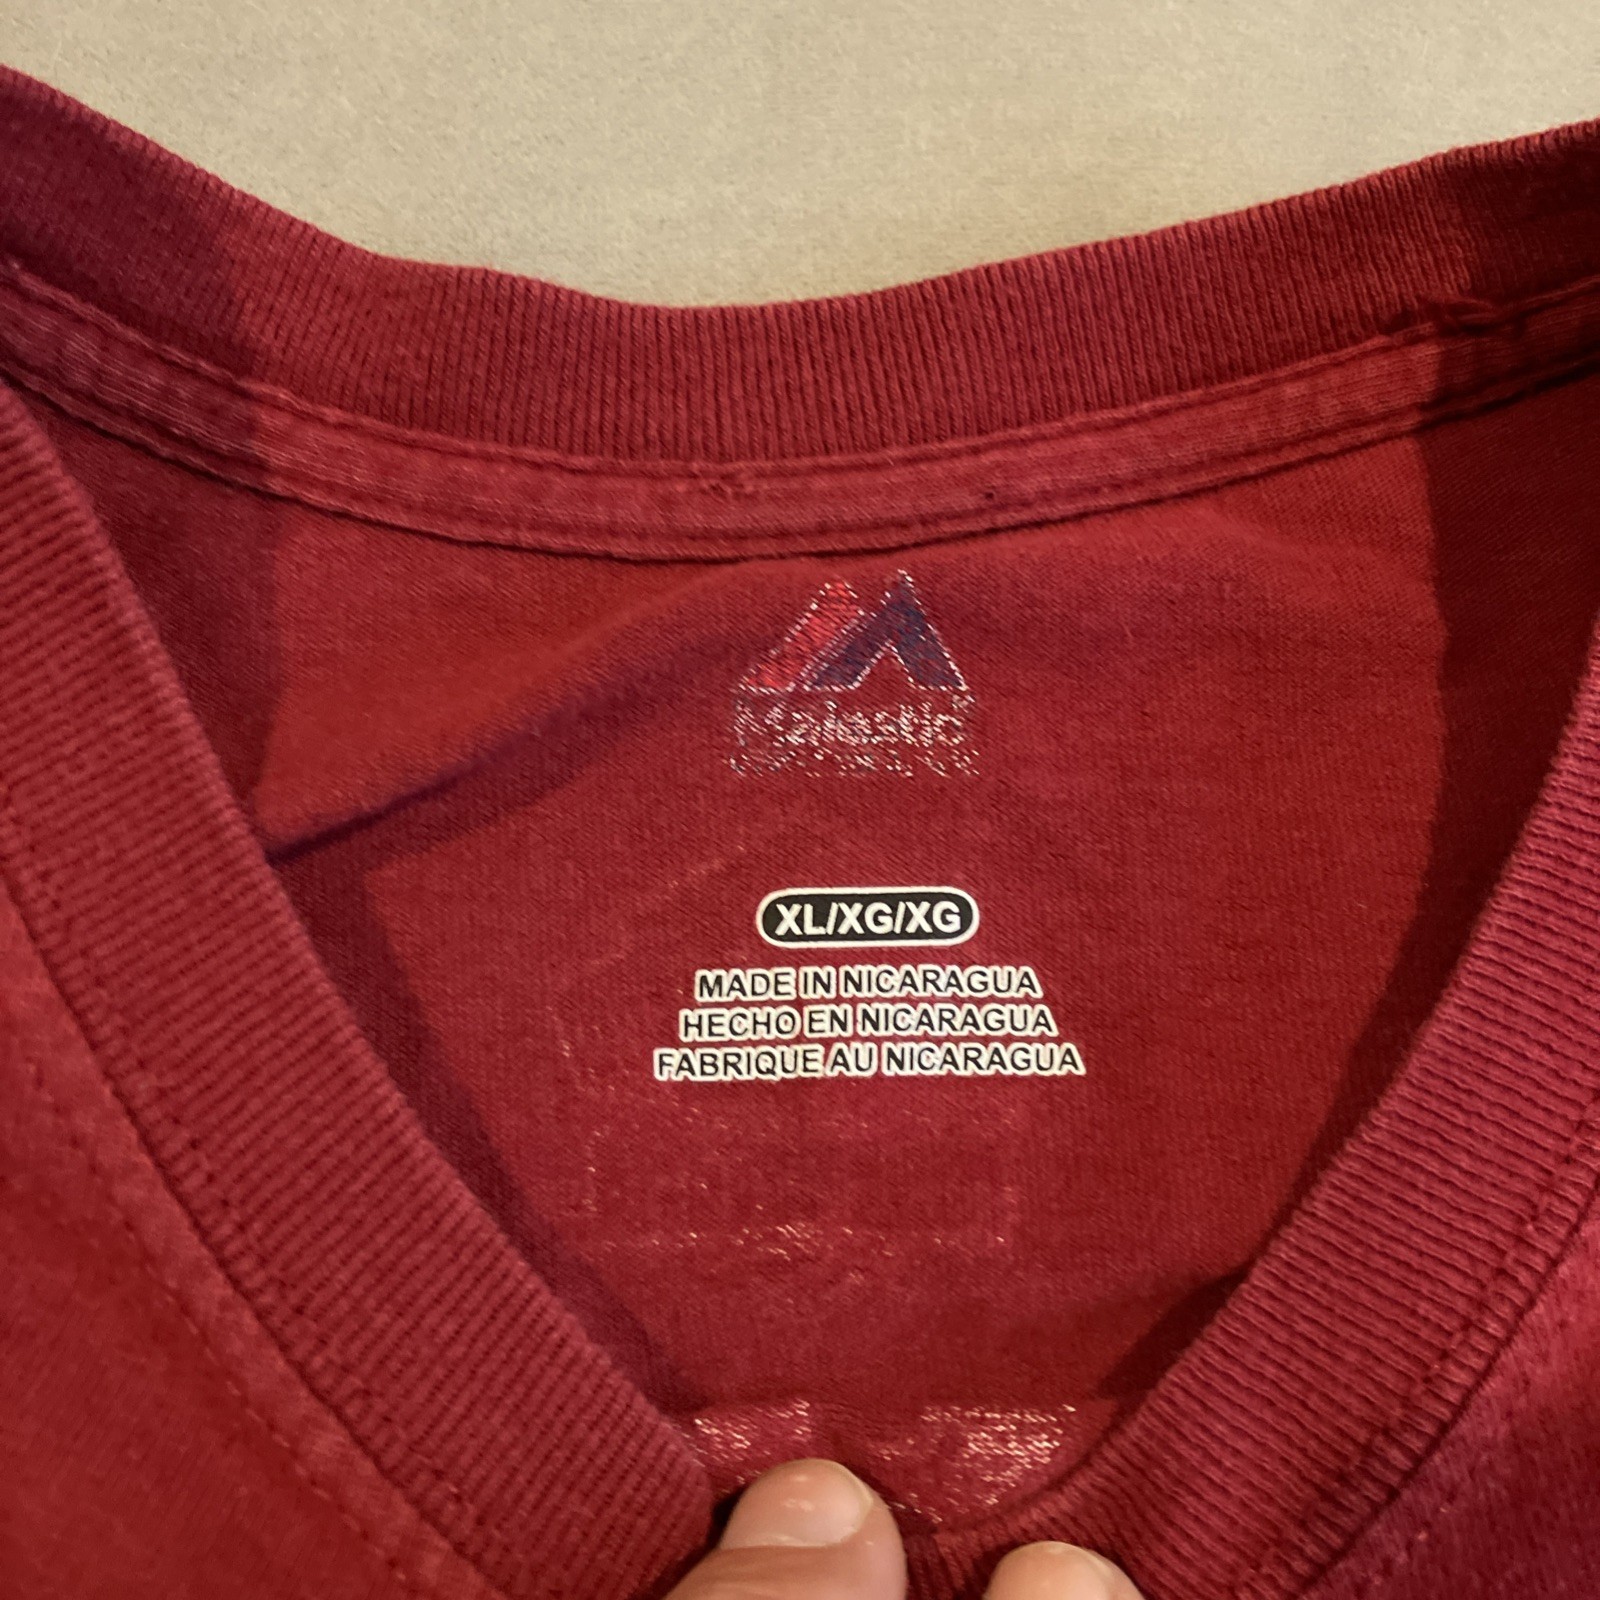 Majestic
XL/XG/XG
MADE IN NICARAGUA
HECHO EN NICARAGUA
FABRIQUE AU NICARAGUA